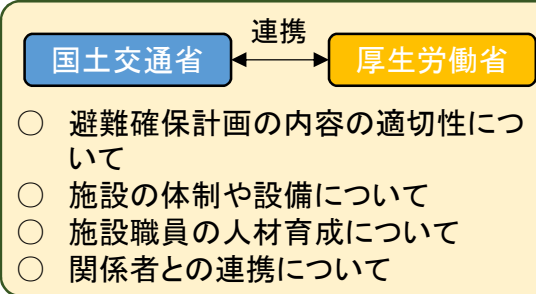 連携
国土交通省 厚生労働省
○ 避難確保計画の内容の適切性につ
いて
○ 施設の体制や設備について
○ 施設職員の人材育成について
○ 関係者との連携について